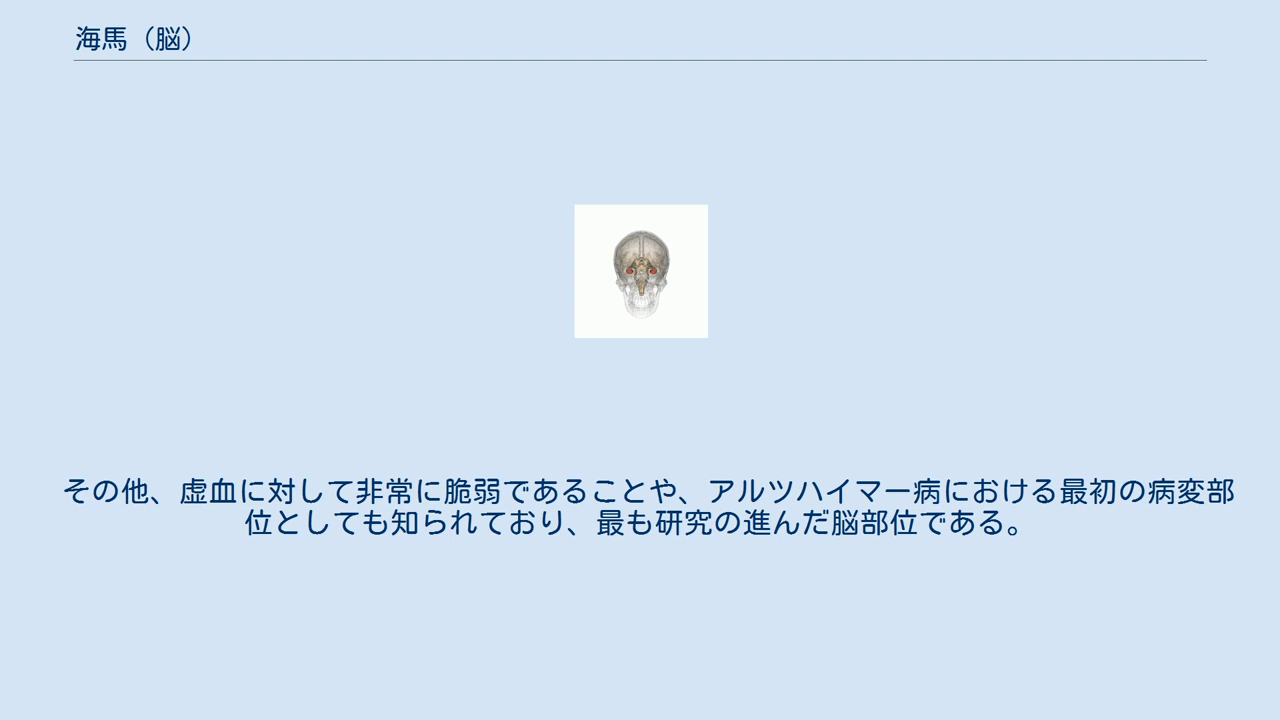 海馬（脳）
その他、虚血に対して非常に脆弱であることや、アルツハイマー病における最初の病変部
位としても知られており、最も研究の進んだ脳部位である。